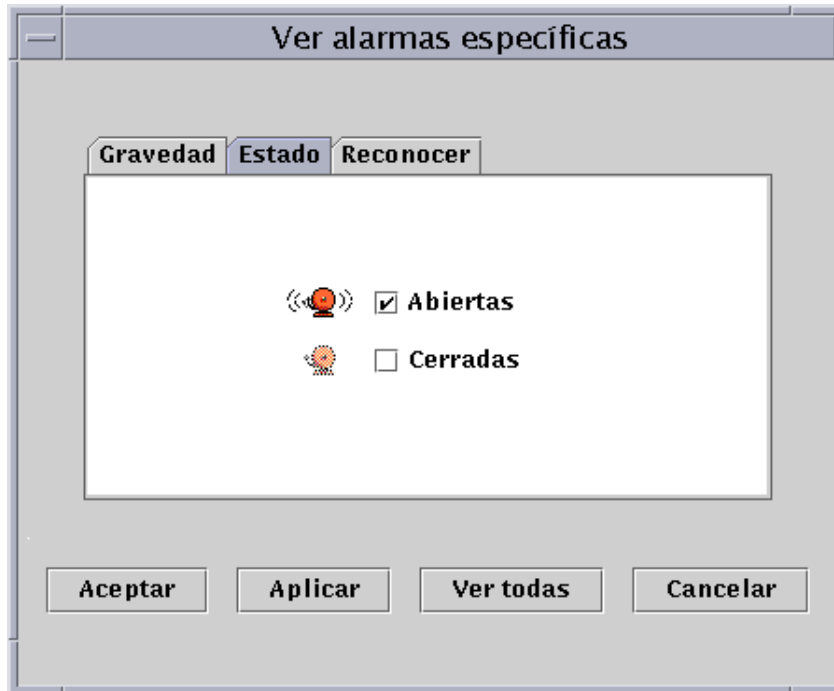 Ver alarmas específicas
Gravedad Estado Reconocer
Abiertas
Cerradas
Aceptar Aplicar Ver todas Cancelar